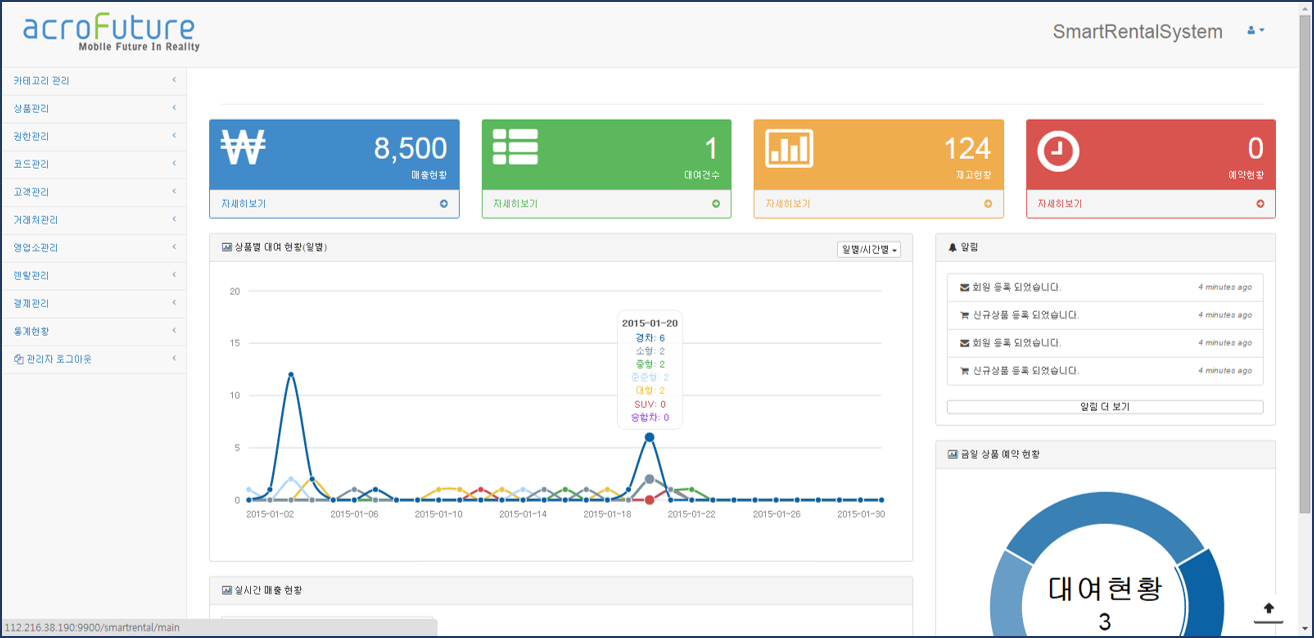 acroFuture
Mobile Future In Reality
SmartRentalSystem
카테고리 관리
상품관리
권한관리
코드관리
고객관리
거래처관리
영업소관리
렌탈관리
결제관리
통계현황
관리자 로그아웃
₩
8,500
매출현황
자세히보기
1
대여건수
자세히보기
124
재고현황
자세히보기
0
예약현황
자세히보기
상품별 대여 현황(일별)
일별/시간별
20
15
10
5
0
2015-01-20
경차: 6
소형: 2
중형: 2
준준형: 2
대형: 2
SUV: 0
승합차: 0
2015-01-02
2015-01-06
2015-01-10
2015-01-14
2015-01-18
2015-01-22
2015-01-26
2015-01-30
알림
회원 등록 되었습니다. 4 minutes ago
신규상품 등록 되었습니다. 4 minutes ago
회원 등록 되었습니다. 4 minutes ago
신규상품 등록 되었습니다. 4 minutes ago
알림 더 보기
금일 상품 예약 현황
대여현황
3
실시간 매출 현황
112.216.38.190:9900/smartrental/main